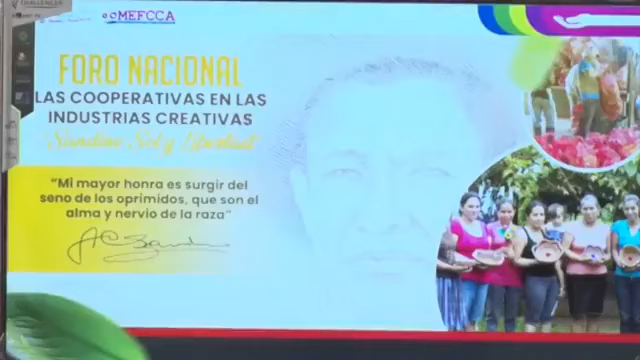 MEFCCA
FORO NACIONAL
LAS COOPERATIVAS EN LAS
INDUSTRIAS CREATIVAS
Sandino Sol y Libertad
“Mi mayor honra es surgir del
seno de los oprimidos, que son el
alma y nervio de la raza”